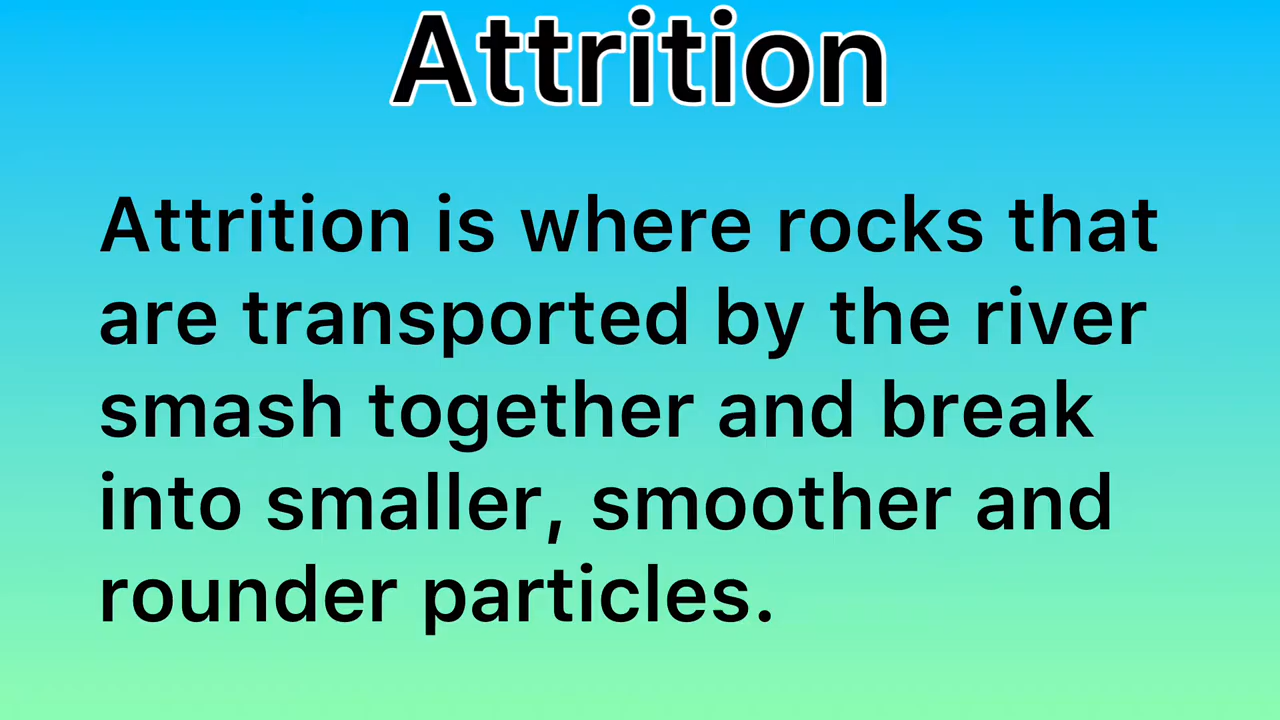 Attrition
Attrition is where rocks that
are transported by the river
smash together and break
into smaller, smoother and
rounder particles.